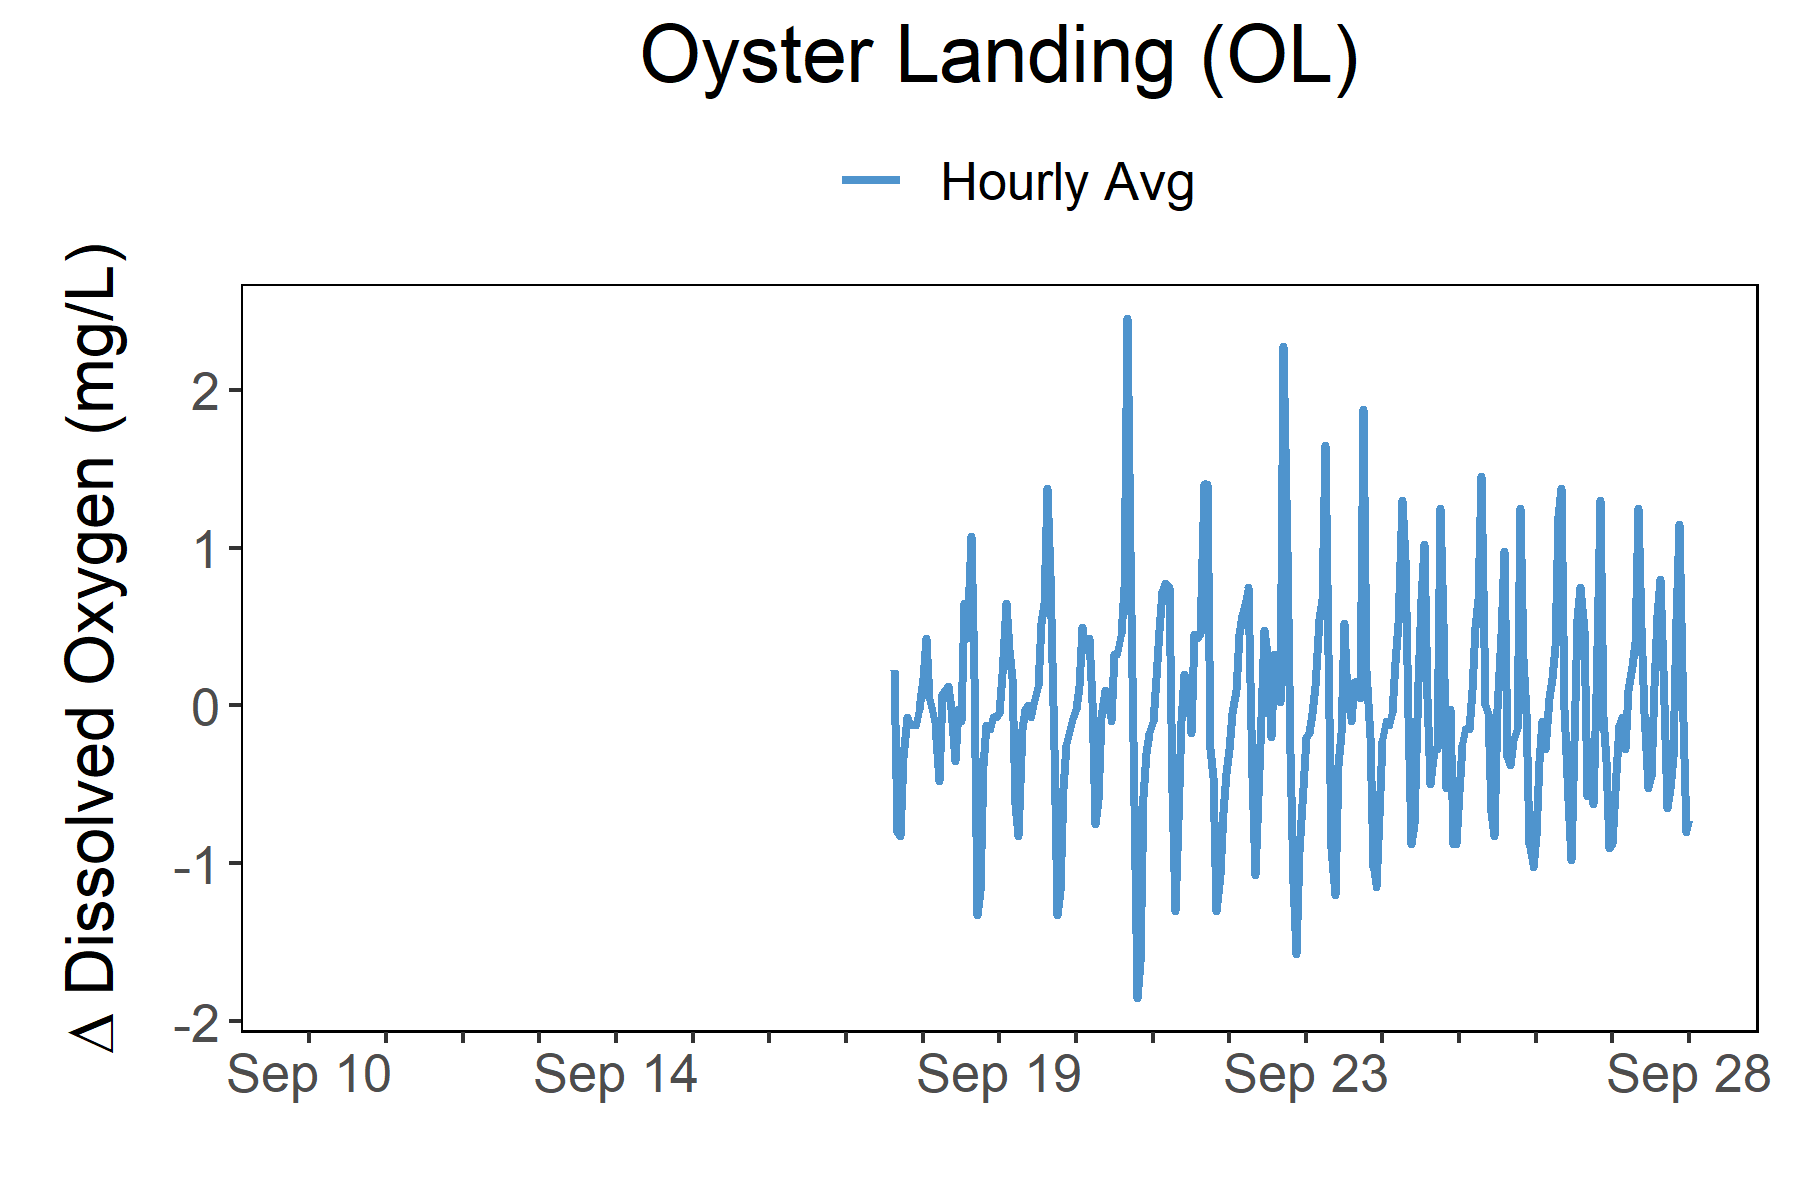 Oyster Landing (OL)
Hourly Avg
Δ Dissolved Oxygen (mg/L)
2
1
0
-1
-2
Sep 10 Sep 14 Sep 19 Sep 23 Sep 28